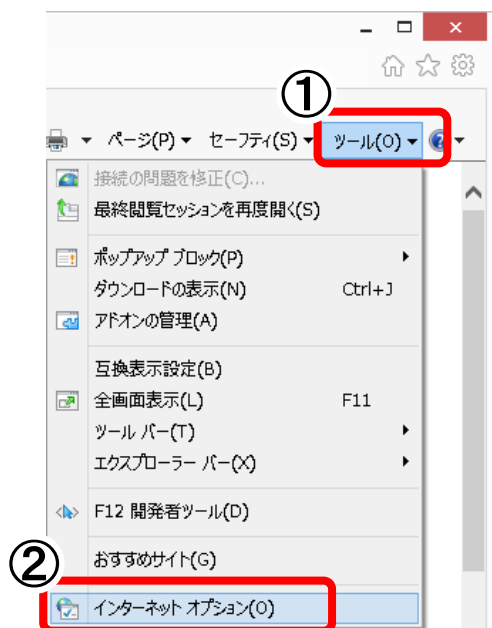 ①
ページ(P) セーフティ(S) ツール(O)
接続の問題を修正(C)...
最終閲覧セッションを再度開く(S)
ポップアップ ブロック(P)
ダウンロードの表示(N) Ctrl+J
アドオンの管理(A)
互換表示設定(B)
全画面表示(L) F11
ツール バー(T)
エクスプローラー バー(X)
F12 開発者ツール(D)
おすすめサイト(G)
②
インターネット オプション(O)